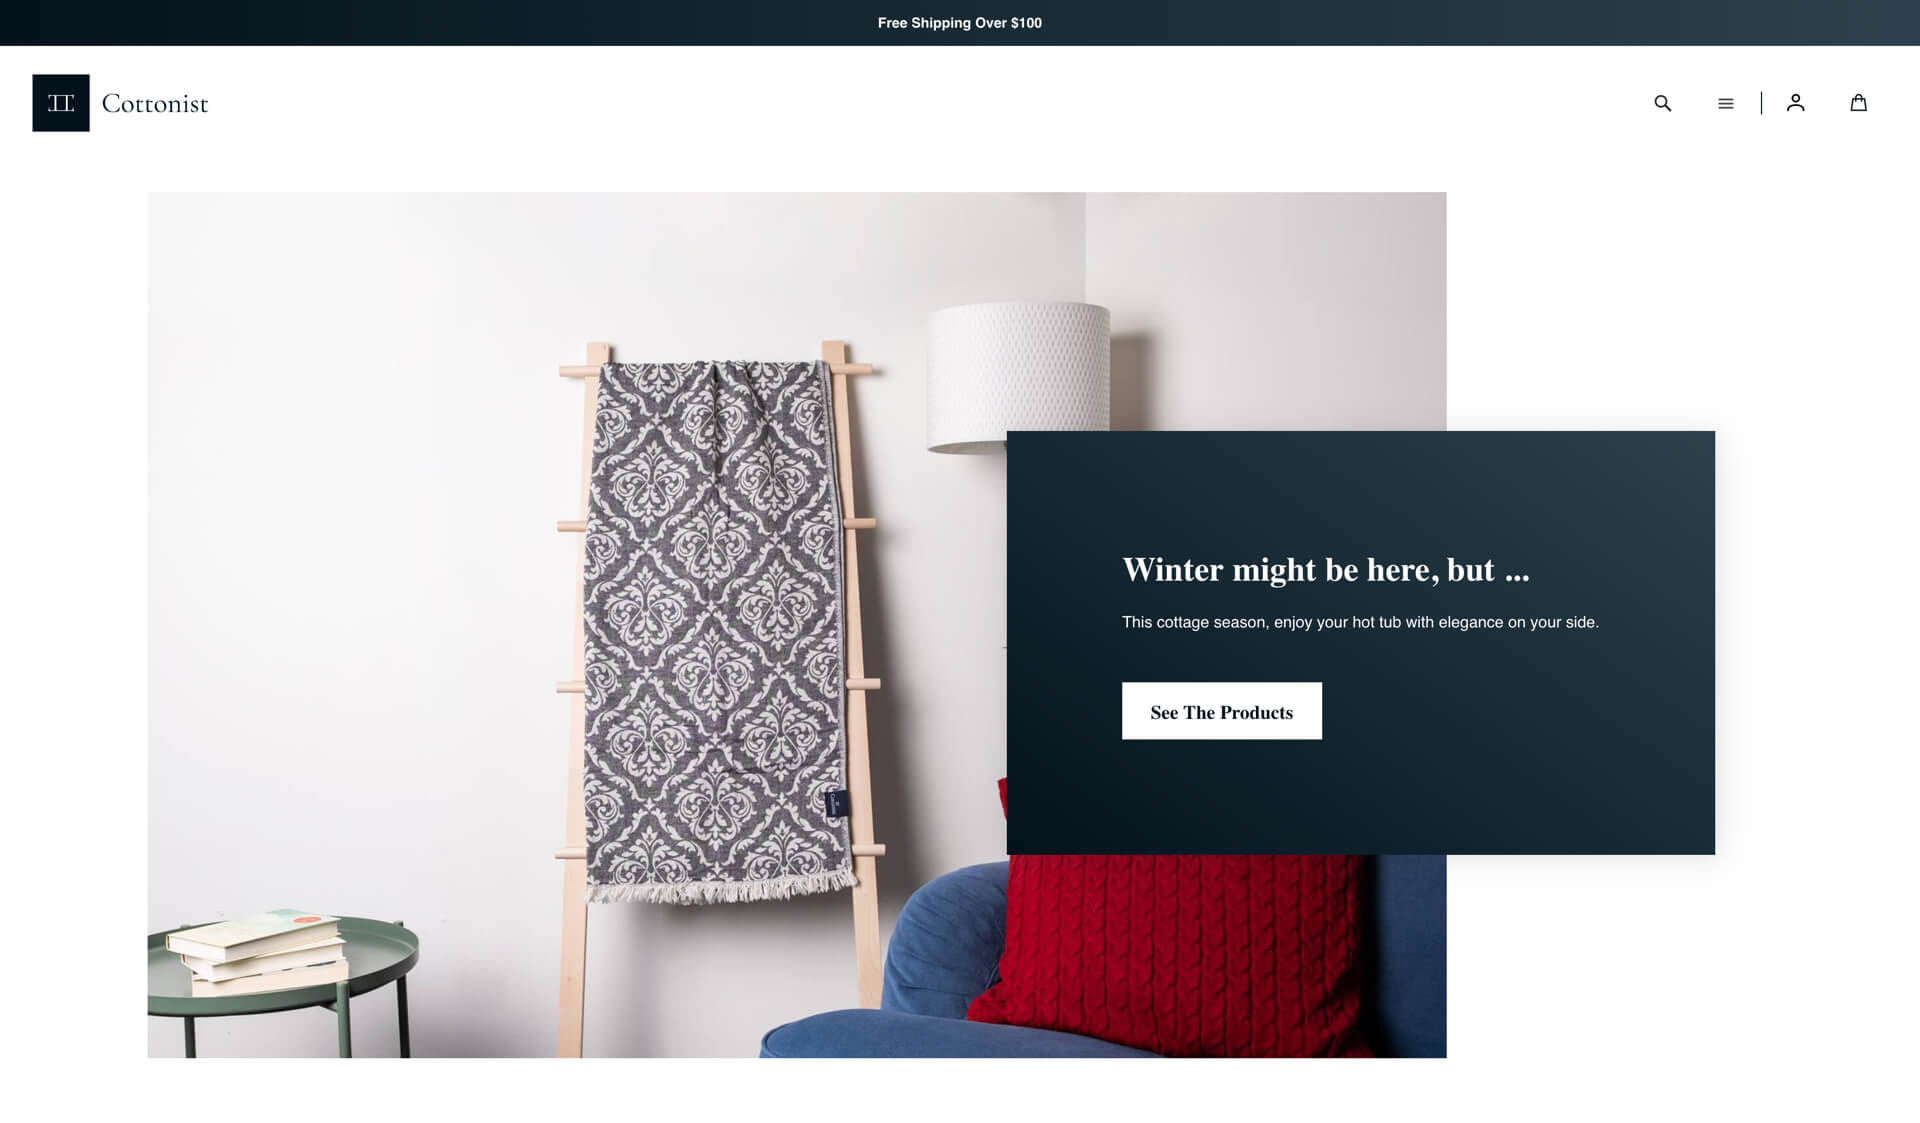 Free Shipping Over $100
Cottonist
Winter might be here, but ...
This cottage season, enjoy your hot tub with elegance on your side.
See The Products